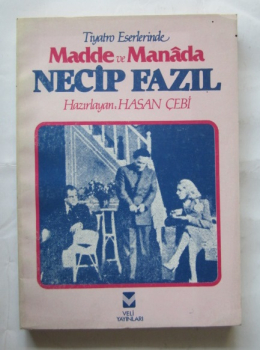 Tiyatro Eserlerinde
Madde ve Manâda
NECİP FAZIL
Hazırlayan: HASAN ÇEBİ
VELİ
YAYINLARI